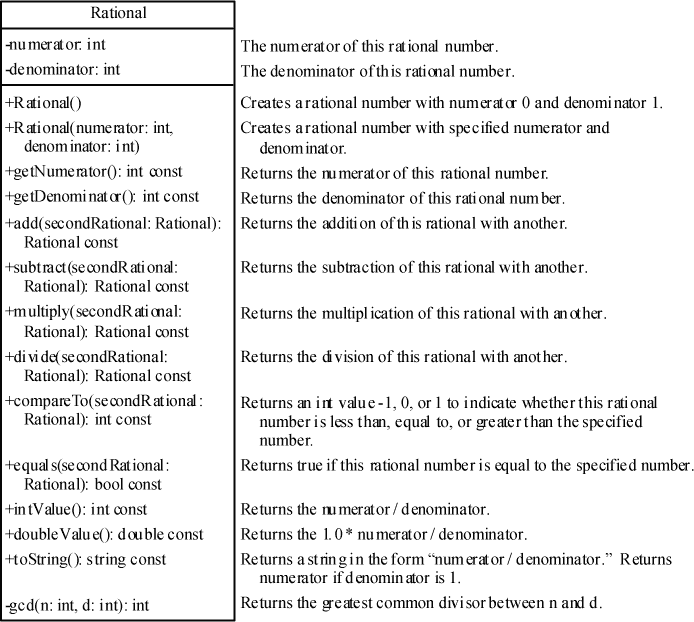 Rational
-numerator: int The numerator of this rational number.
-denominator: int The denominator of this rational number.
+Rational() Creates a rational number with numerator 0 and denominator 1.
+Rational(numerator: int, Creates a rational number with specified numerator and
denominator: int) denominator.
+getNumerator(): int const Returns the numerator of this rational number.
+getDenominator(): int const Returns the denominator of this rational number.
+add(secondRational: Rational): Returns the addition of this rational with another.
Rational const
+subtract(secondRational: Returns the subtraction of this rational with another.
Rational): Rational const
+multiply(secondRational: Returns the multiplication of this rational with another.
Rational): Rational const
+divide(secondRational: Returns the division of this rational with another.
Rational): Rational const
+compareTo(secondRational: Returns an int value -1, 0, or 1 to indicate whether this rational
Rational): int const number is less than, equal to, or greater than the specified
number.
+equals(secondRational: Returns true if this rational number is equal to the specified number.
Rational): bool const
+intValue(): int const Returns the numerator / denominator.
+doubleValue(): double const Returns the 1.0 * numerator / denominator.
+toString(): string const Returns a string in the form “numerator / denominator.” Returns
numerator if denominator is 1.
-gcd(n: int, d: int): int Returns the greatest common divisor between n and d.